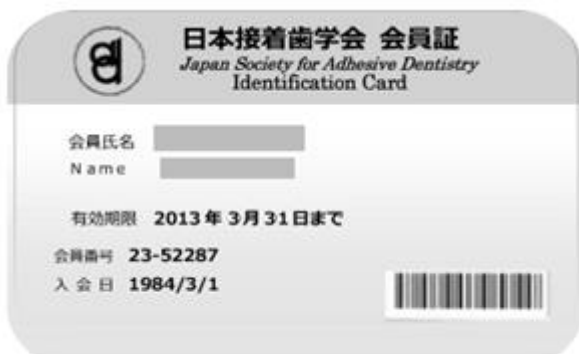 日本接着歯学会 会員証
Japan Society for Adhesive Dentistry
Identification Card
会員氏名
Name
有効期限 2013年 3月31日まで
会員番号 23-52287
入会日 1984/3/1